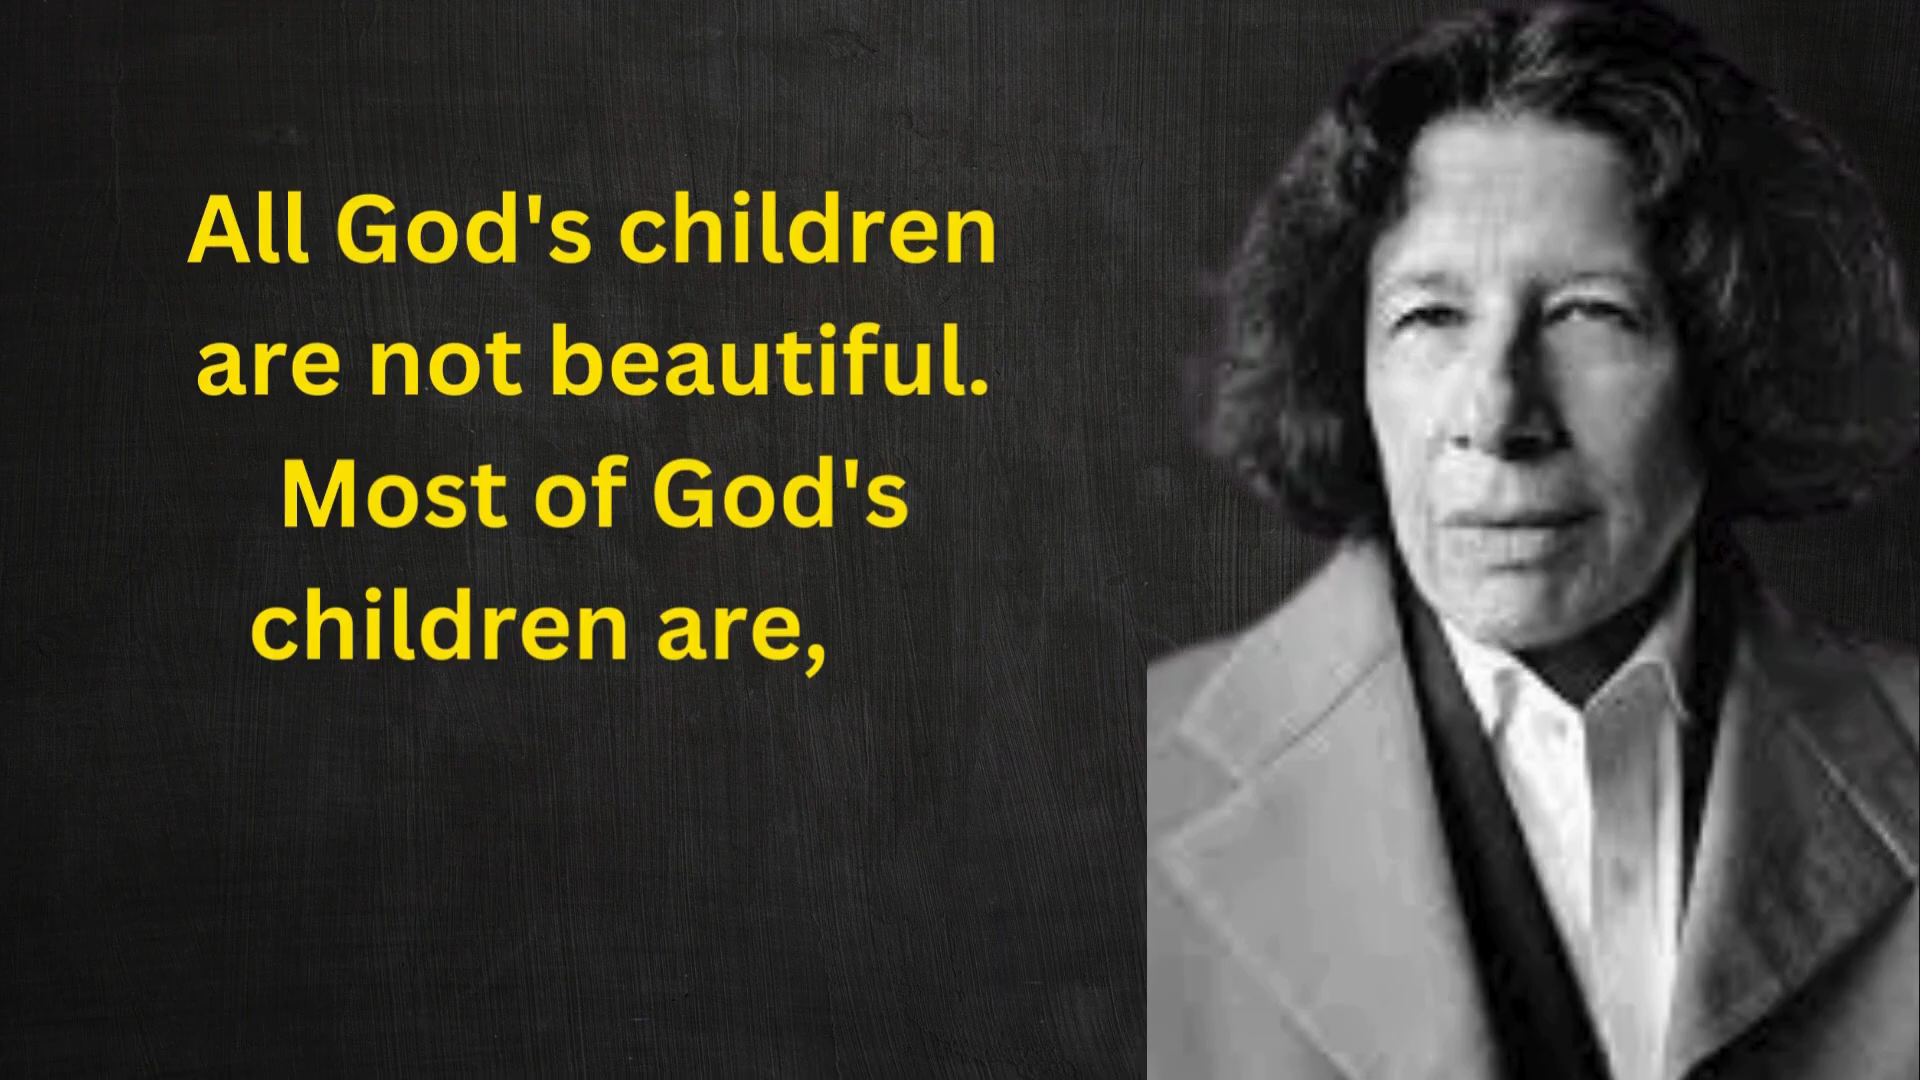 All God's children
are not beautiful.
Most of God's
children are,